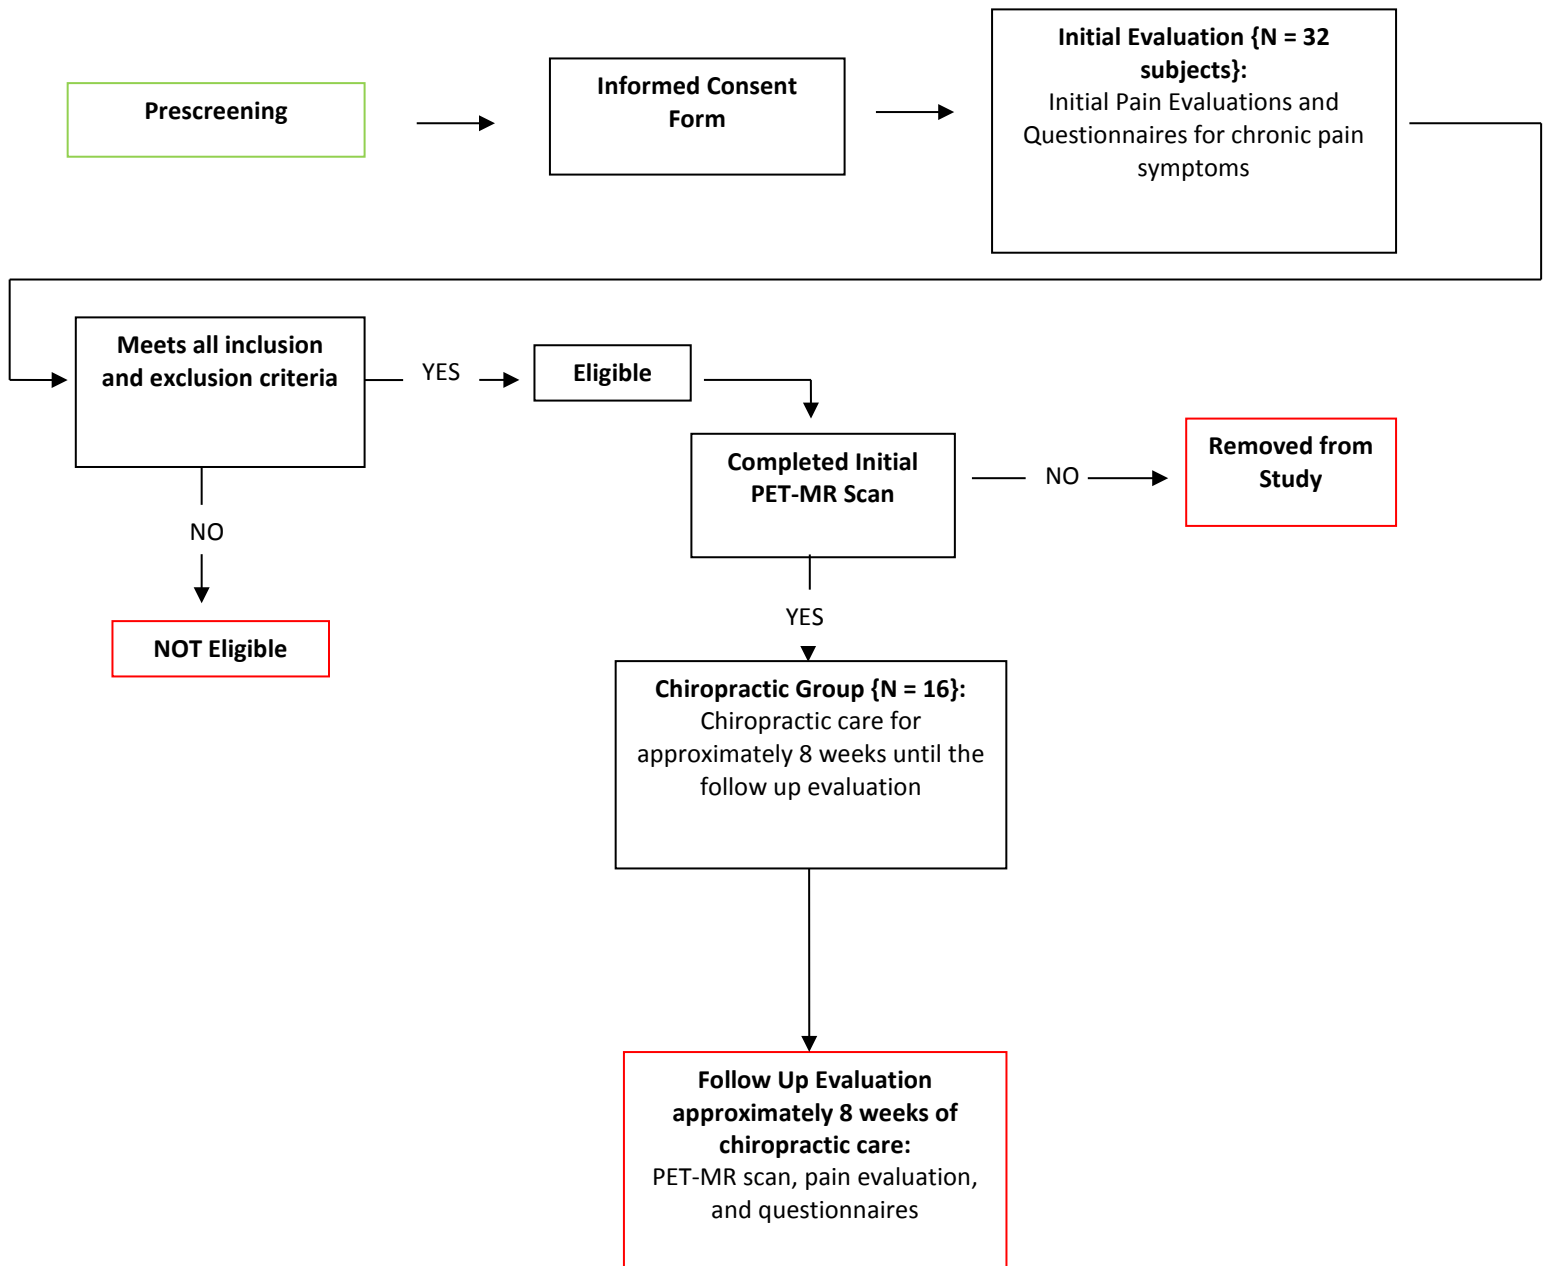 Prescreening
Informed Consent
Form
Initial Evaluation {N = 32
subjects}:
Initial Pain Evaluations and
Questionnaires for chronic pain
symptoms
Meets all inclusion
and exclusion criteria
YES
Eligible
Completed Initial
PET-MR Scan
NO
Removed from
Study
NO
NOT Eligible
YES
Chiropractic Group {N = 16}:
Chiropractic care for
approximately 8 weeks until the
follow up evaluation
Follow Up Evaluation
approximately 8 weeks of
chiropractic care:
PET-MR scan, pain evaluation,
and questionnaires